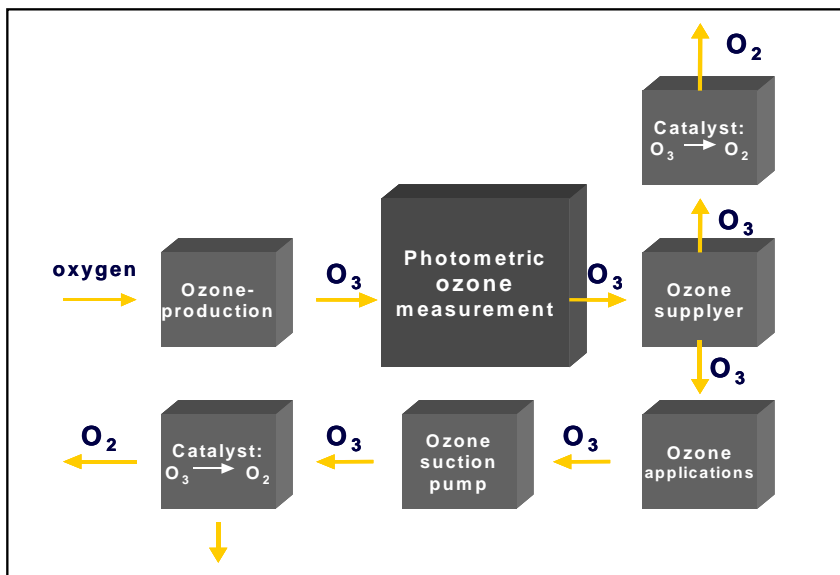 O₂
Catalyst:
O₃ → O₂
O₃
oxygen
Ozone-
production
O₃
Photometric
ozone
measurement
O₃
Ozone
supplyer
O₃
O₂
Catalyst:
O₃ → O₂
O₃
Ozone
suction
pump
O₃
Ozone
applications